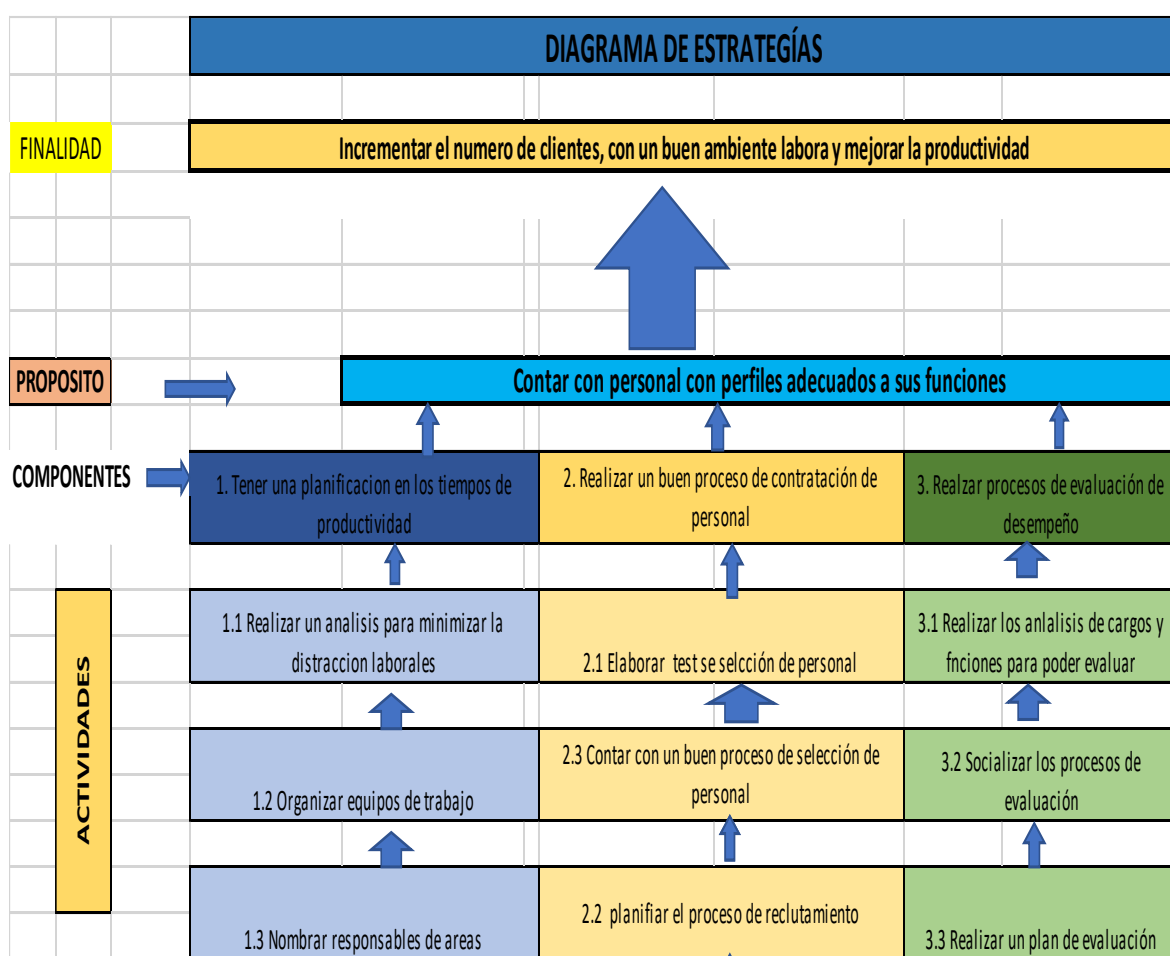 DIAGRAMA DE ESTRATEGÍAS
FINALIDAD
Incrementar el numero de clientes, con un buen ambiente labora y mejorar la productividad
PROPOSITO
Contar con personal con perfiles adecuados a sus funciones
COMPONENTES
1. Tener una planificacion en los tiempos de
productividad
2. Realizar un buen proceso de contratación de
personal
3. Realzar procesos de evaluación de
desempeño
ACTIVIDADES
1.1 Realizar un analisis para minimizar la
distraccion laborales
2.1 Elaborar test se selcción de personal
3.1 Realizar los anlalisis de cargos y
fnciones para poder evaluar
1.2 Organizar equipos de trabajo
2.3 Contar con un buen proceso de selección de
personal
3.2 Socializar los procesos de
evaluación
1.3 Nombrar responsables de areas
2.2 planifiar el proceso de reclutamiento
3.3 Realizar un plan de evaluación